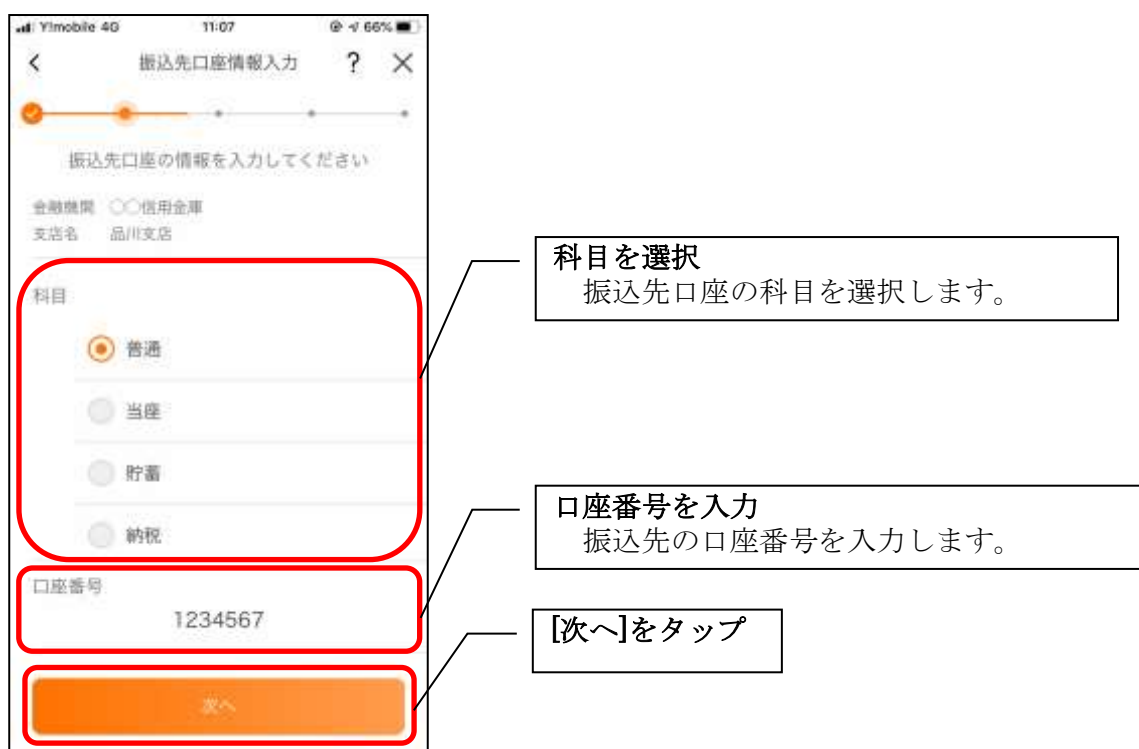 Y!mobile 4G 11:07 66%
振込先口座情報入力 ?
振込先口座の情報を入力してください
金融機関 〇〇信用金庫
支店名 品川支店
科目
普通
当座
貯蓄
納税
口座番号
1234567
次へ
科目を選択
振込先口座の科目を選択します。
口座番号を入力
振込先の口座番号を入力します。
[次へ]をタップ